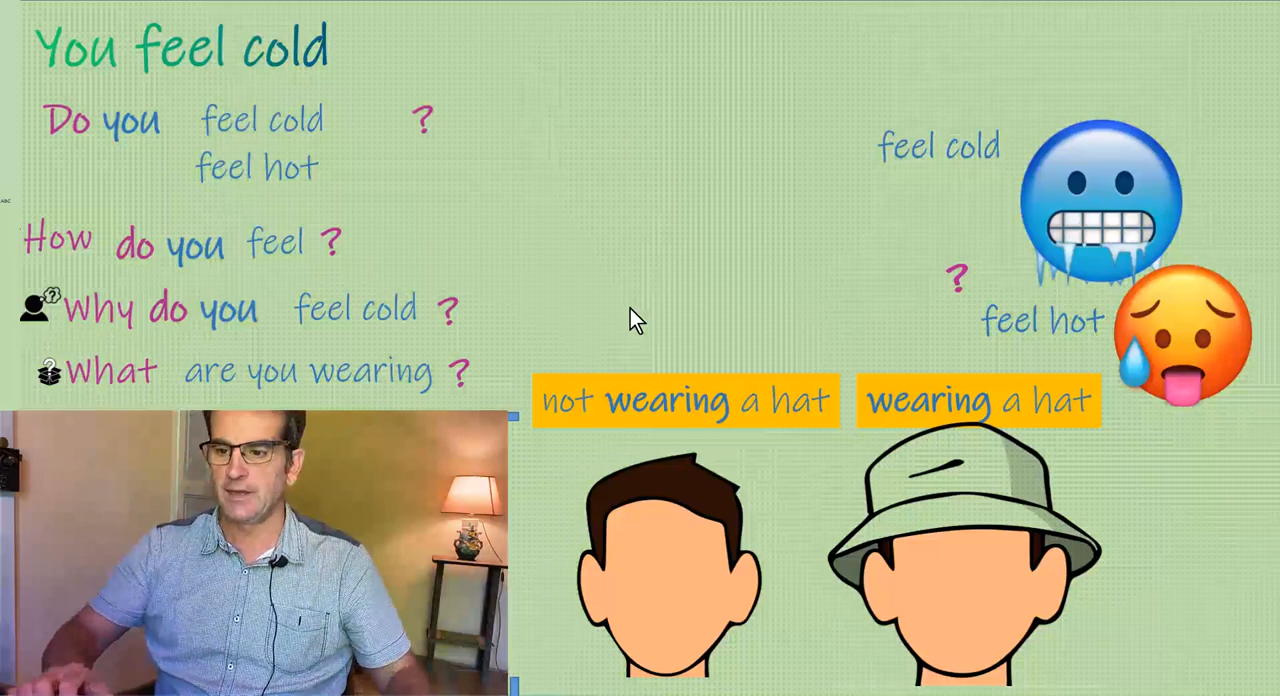 You feel cold
Do you feel cold ?
feel hot
How do you feel ?
Why do you feel cold ?
What are you wearing ?
feel cold
?
feel hot
not wearing a hat
wearing a hat
ABC